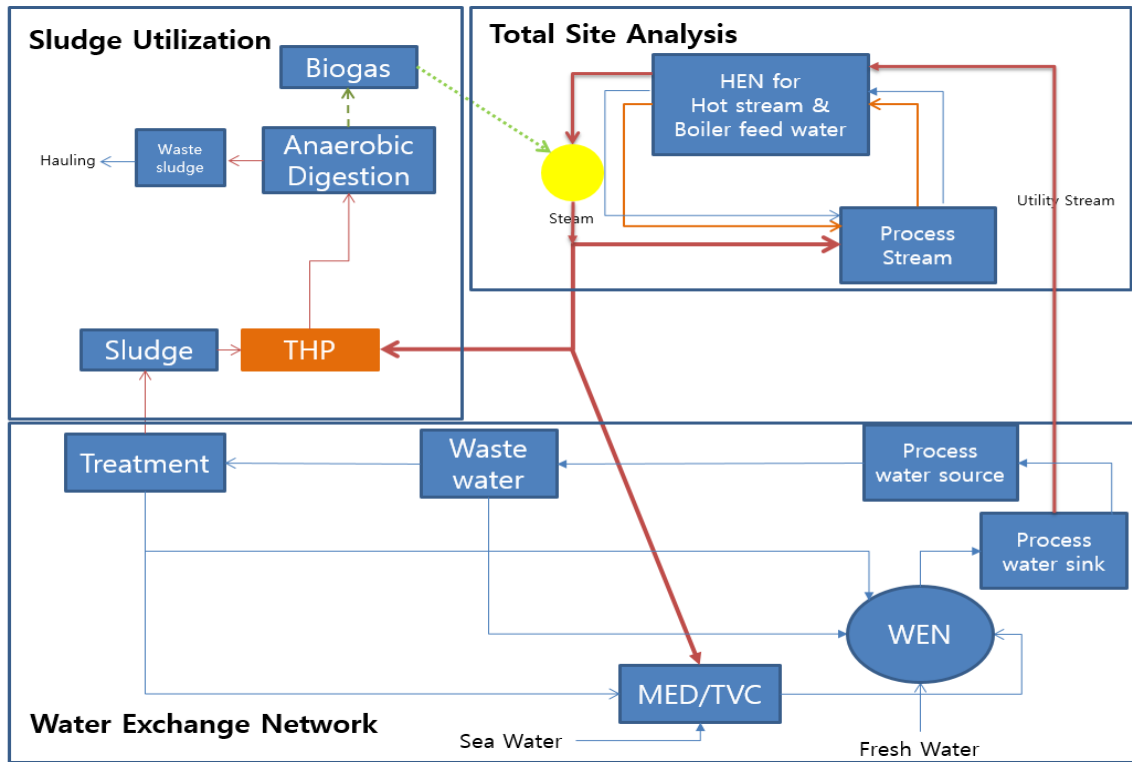 Sludge Utilization
Biogas
Hauling
Waste
sludge
Anaerobic
Digestion
Sludge
THP
Total Site Analysis
HEN for
Hot stream &
Boiler feed water
Steam
Utility Stream
Process
Stream
Treatment
Waste
water
Process
water source
Process
water sink
WEN
MED/TVC
Water Exchange Network
Sea Water
Fresh Water